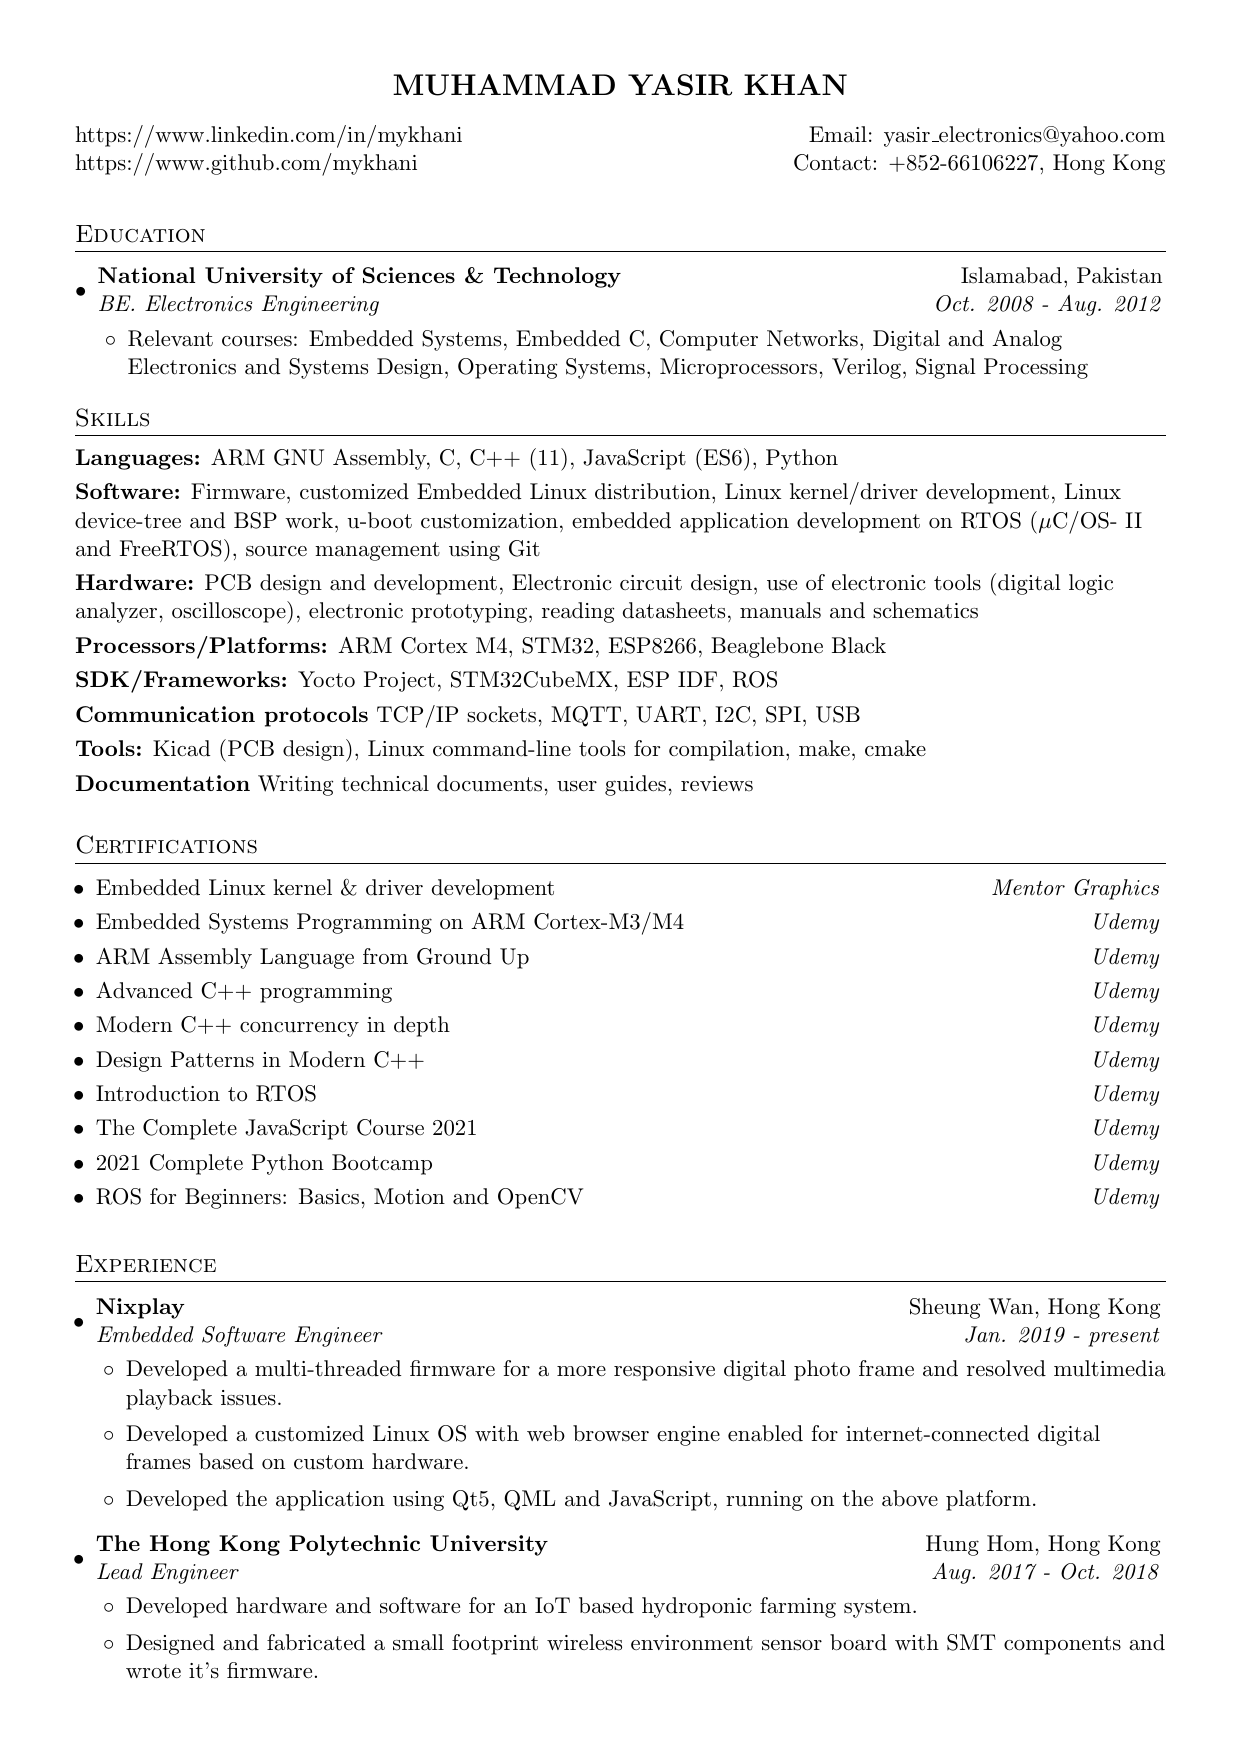 MUHAMMAD YASIR KHAN
https://www.linkedin.com/in/mykhani Email: yasir_electronics@yahoo.com
https://www.github.com/mykhani Contact: +852-66106227, Hong Kong
Education
• National University of Sciences & Technology Islamabad, Pakistan
BE. Electronics Engineering Oct. 2008 - Aug. 2012
◦ Relevant courses: Embedded Systems, Embedded C, Computer Networks, Digital and Analog
Electronics and Systems Design, Operating Systems, Microprocessors, Verilog, Signal Processing
Skills
Languages: ARM GNU Assembly, C, C++ (11), JavaScript (ES6), Python
Software: Firmware, customized Embedded Linux distribution, Linux kernel/driver development, Linux
device-tree and BSP work, u-boot customization, embedded application development on RTOS (μC/OS- II
and FreeRTOS), source management using Git
Hardware: PCB design and development, Electronic circuit design, use of electronic tools (digital logic
analyzer, oscilloscope), electronic prototyping, reading datasheets, manuals and schematics
Processors/Platforms: ARM Cortex M4, STM32, ESP8266, Beaglebone Black
SDK/Frameworks: Yocto Project, STM32CubeMX, ESP IDF, ROS
Communication protocols TCP/IP sockets, MQTT, UART, I2C, SPI, USB
Tools: Kicad (PCB design), Linux command-line tools for compilation, make, cmake
Documentation Writing technical documents, user guides, reviews
Certifications
• Embedded Linux kernel & driver development Mentor Graphics
• Embedded Systems Programming on ARM Cortex-M3/M4 Udemy
• ARM Assembly Language from Ground Up Udemy
• Advanced C++ programming Udemy
• Modern C++ concurrency in depth Udemy
• Design Patterns in Modern C++ Udemy
• Introduction to RTOS Udemy
• The Complete JavaScript Course 2021 Udemy
• 2021 Complete Python Bootcamp Udemy
• ROS for Beginners: Basics, Motion and OpenCV Udemy
Experience
• Nixplay Sheung Wan, Hong Kong
Embedded Software Engineer Jan. 2019 - present
◦ Developed a multi-threaded firmware for a more responsive digital photo frame and resolved multimedia
playback issues.
◦ Developed a customized Linux OS with web browser engine enabled for internet-connected digital
frames based on custom hardware.
◦ Developed the application using Qt5, QML and JavaScript, running on the above platform.
• The Hong Kong Polytechnic University Hung Hom, Hong Kong
Lead Engineer Aug. 2017 - Oct. 2018
◦ Developed hardware and software for an IoT based hydroponic farming system.
◦ Designed and fabricated a small footprint wireless environment sensor board with SMT components and
wrote it's firmware.